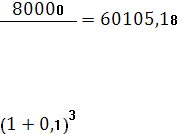 80000 = 60105,18
(1 + 0,1)³